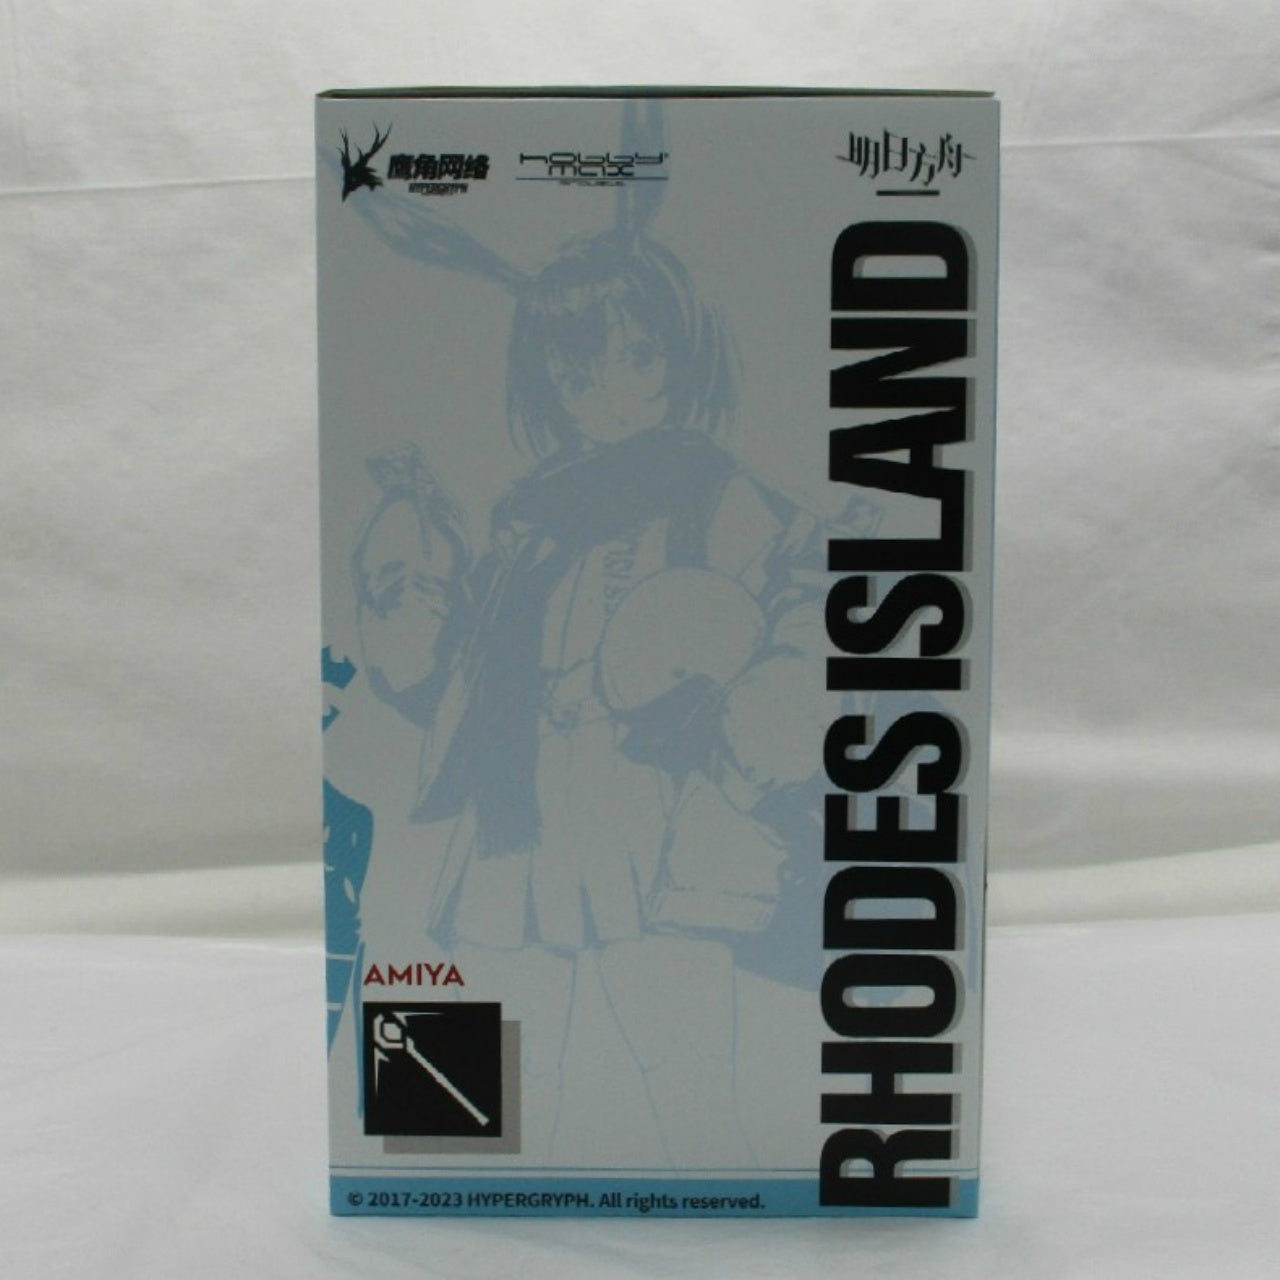 鹰角网络
HYPERGRYPH
hobby
max
明日方舟
RHODES ISLAND
AMIYA
© 2017-2023 HYPERGRYPH. All rights reserved.